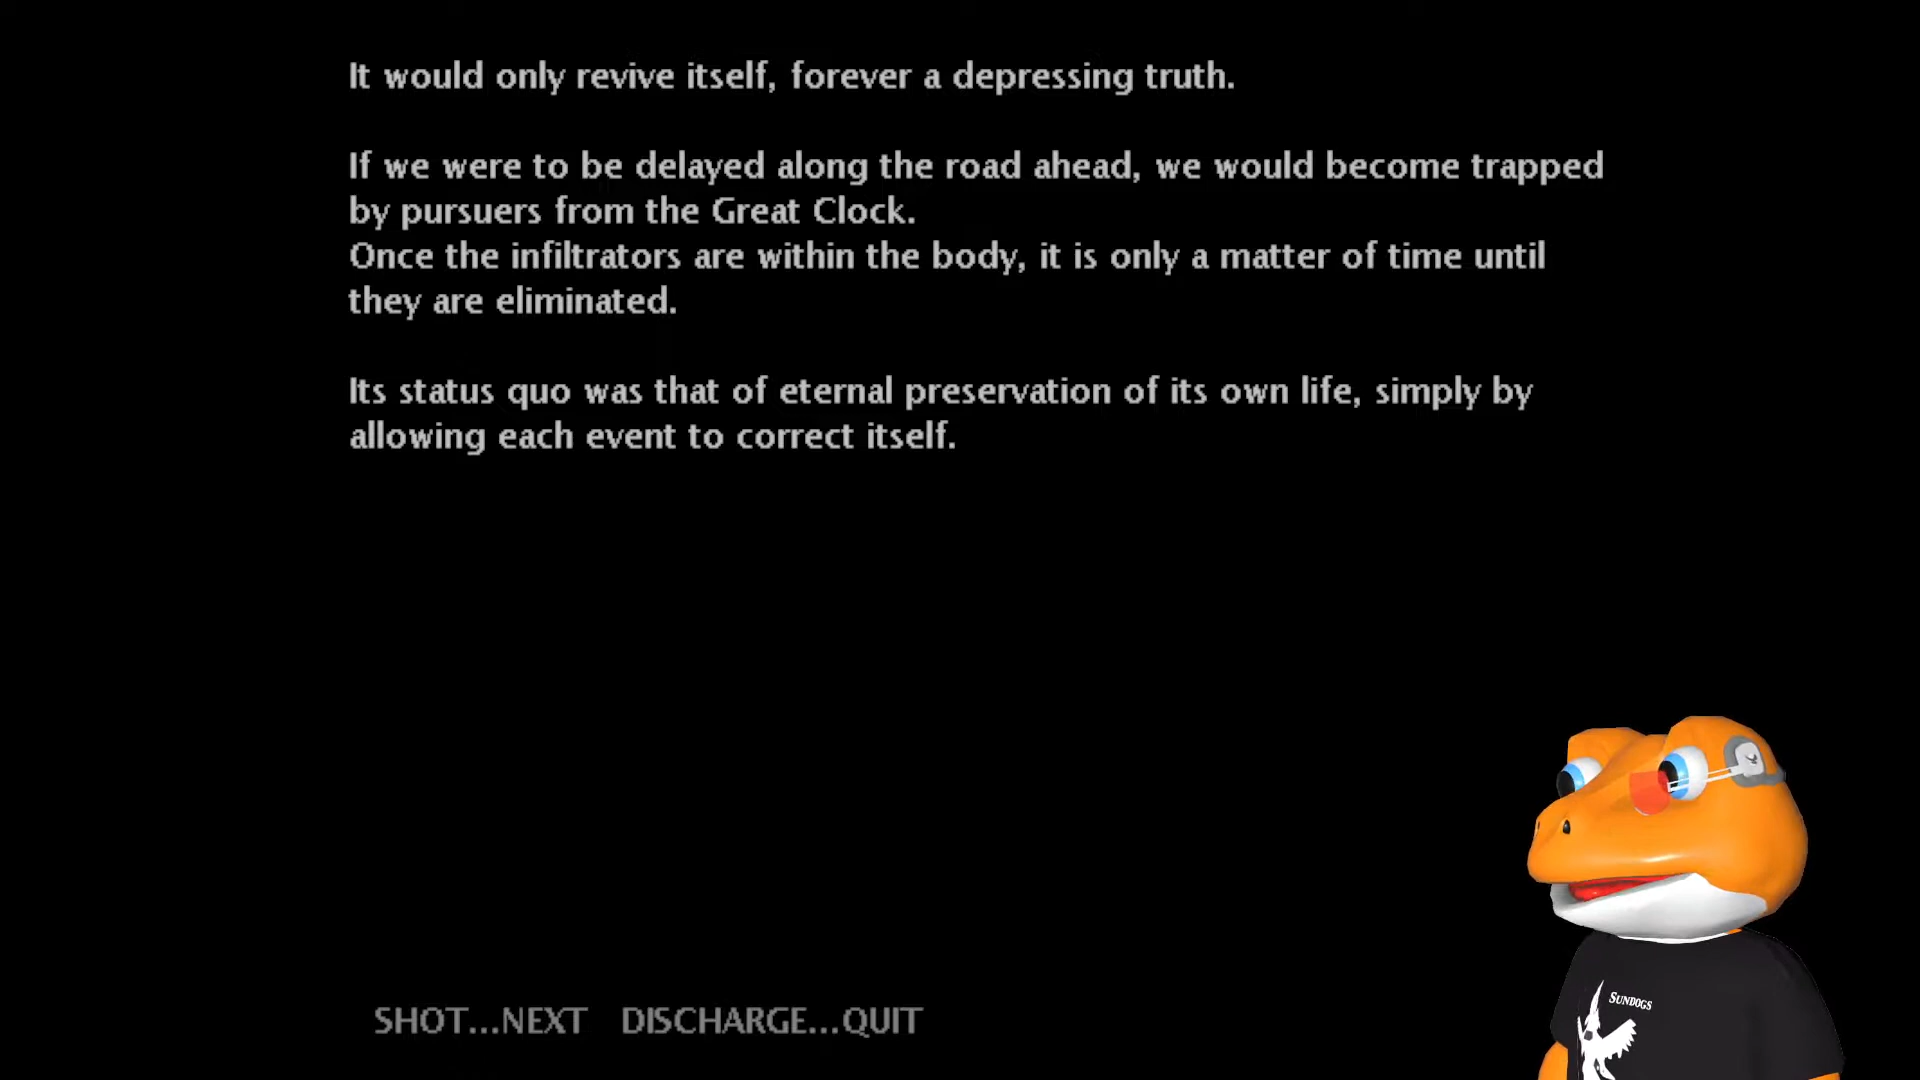 It would only revive itself, forever a depressing truth.
If we were to be delayed along the road ahead, we would become trapped
by pursuers from the Great Clock.
Once the infiltrators are within the body, it is only a matter of time until
they are eliminated.
Its status quo was that of eternal preservation of its own life, simply by
allowing each event to correct itself.
SHOT...NEXT DISCHARGE...QUIT
SUNDOGS